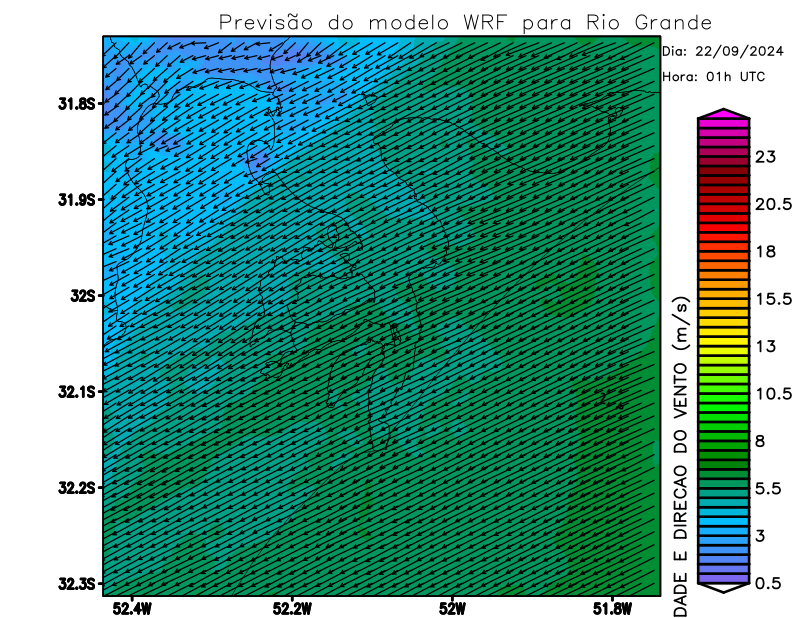 Previsão do modelo WRF para Rio Grande
Dia: 22/09/2024
Hora: 01h UTC
31.8S
31.9S
32S
32.1S
32.2S
32.3S
52.4W
52.2W
52W
51.8W
23
20.5
18
15.5
13
10.5
8
5.5
3
0.5
DADE E DIRECAO DO VENTO (m/s)